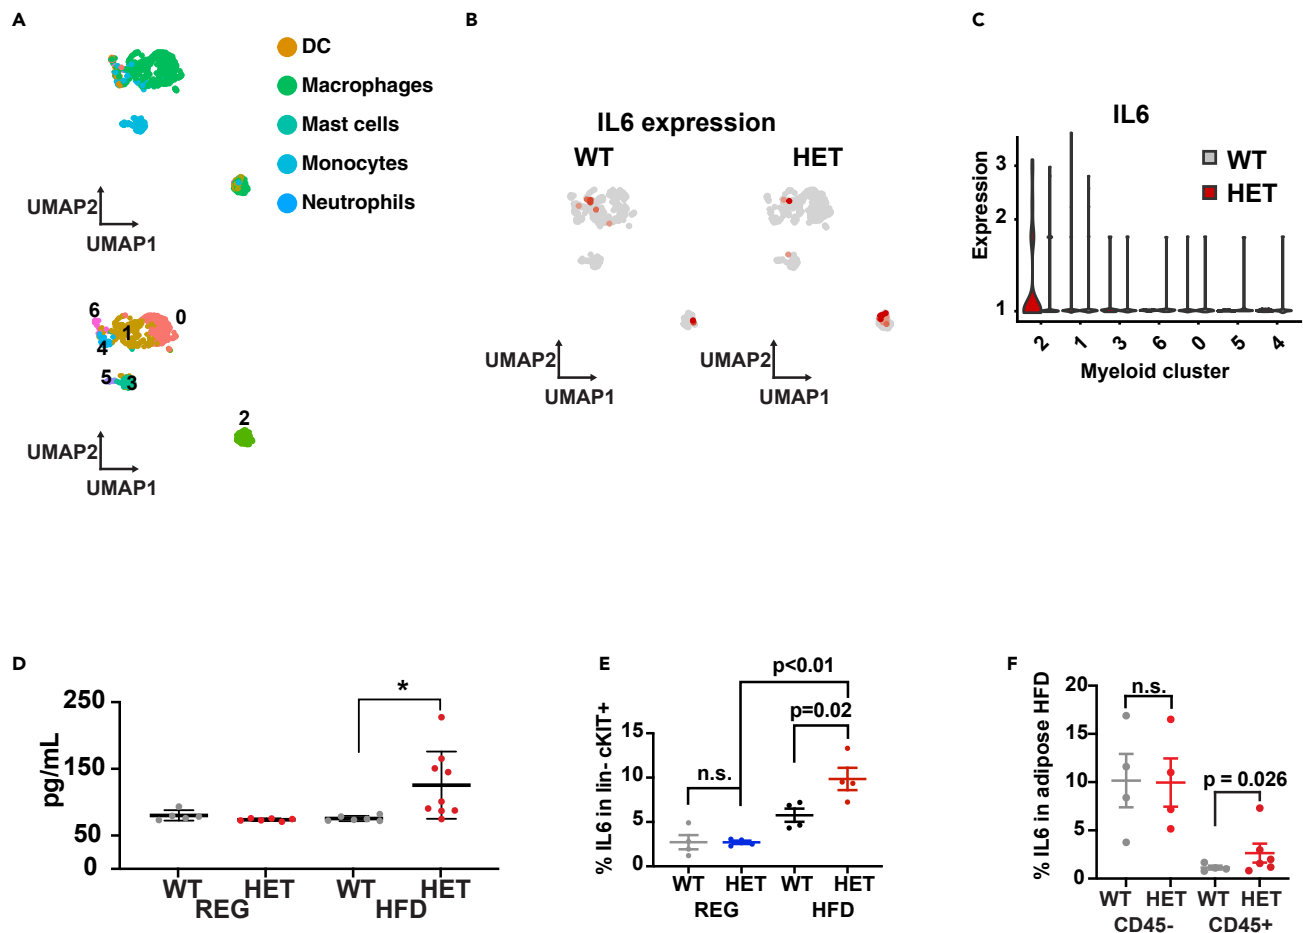 A
DC
Macrophages
Mast cells
Monocytes
Neutrophils
UMAP2
UMAP1
6
0
1
4
5
3
2
UMAP2
UMAP1
B
IL6 expression
WT
HET
UMAP2
UMAP1
UMAP2
UMAP1
C
IL6
WT
HET
Expression
3
2
1
2
1
3
6
0
5
4
Myeloid cluster
D
*
pg/mL
250
150
50
0
WT
HET
WT
HET
REG
HFD
E
p<0.01
p=0.02
n.s.
% IL6 in lin- cKIT+
15
10
5
0
WT
HET
WT
HET
REG
HFD
F
n.s.
p = 0.026
% IL6 in adipose HFD
20
15
10
5
0
WT
HET
WT
HET
CD45-
CD45+